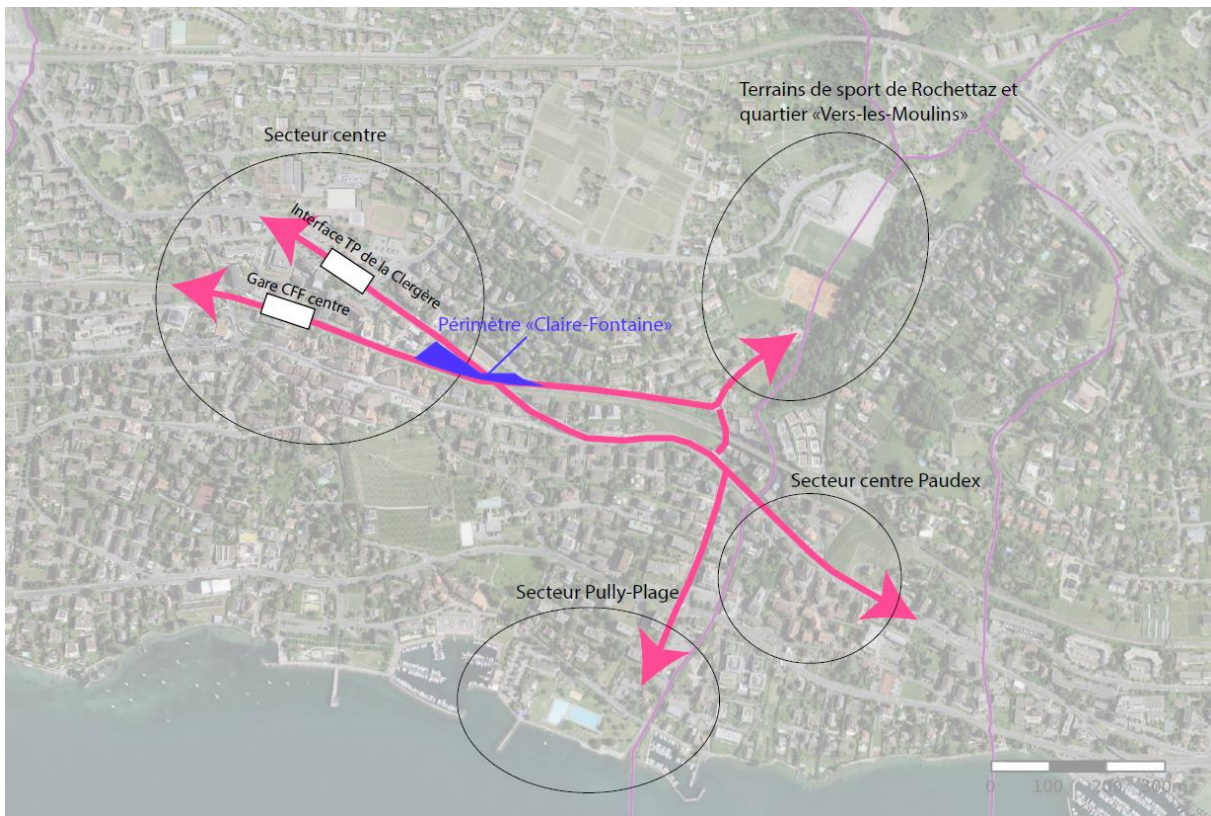 Terrains de sport de Rochettaz et
quartier «Vers-les-Moulins»
Secteur centre
Interface TP de la Clergère
Gare CFF centre
Périmètre «Claire-Fontaine»
Secteur centre Paudex
Secteur Pully-Plage
0 100 200 300m